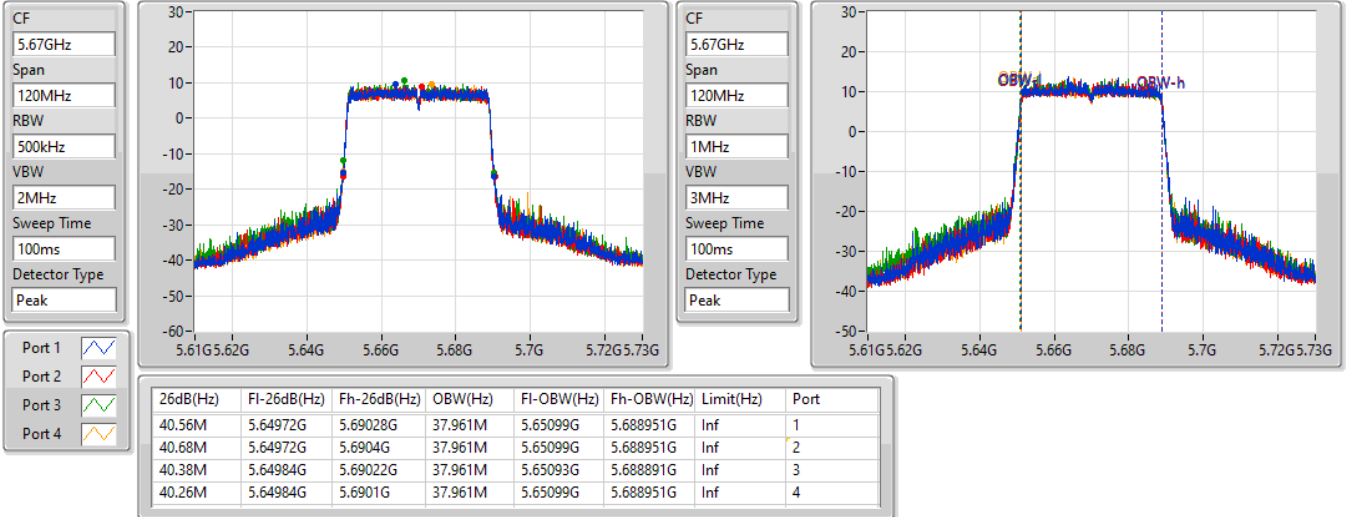 CF
5.67GHz
Span
120MHz
RBW
500kHz
VBW
2MHz
Sweep Time
100ms
Detector Type
Peak
30
20
10
0
-10
-20
-30
-40
-50
-60
5.61G 5.62G 5.64G 5.66G 5.68G 5.7G 5.72G 5.73G
CF
5.67GHz
Span
120MHz
RBW
1MHz
VBW
3MHz
Sweep Time
100ms
Detector Type
Peak
30
20
10
0
-10
-20
-30
-40
-50
OBW-l OBW-h
5.61G 5.62G 5.64G 5.66G 5.68G 5.7G 5.72G 5.73G
Port 1
Port 2
Port 3
Port 4
26dB(Hz) Fl-26dB(Hz) Fh-26dB(Hz) OBW(Hz) Fl-OBW(Hz) Fh-OBW(Hz) Limit(Hz) Port
40.56M 5.64972G 5.69028G 37.961M 5.65099G 5.688951G Inf 1
40.68M 5.64972G 5.6904G 37.961M 5.65099G 5.688951G Inf 2
40.38M 5.64984G 5.69022G 37.961M 5.65093G 5.688891G Inf 3
40.26M 5.64984G 5.6901G 37.961M 5.65099G 5.688951G Inf 4